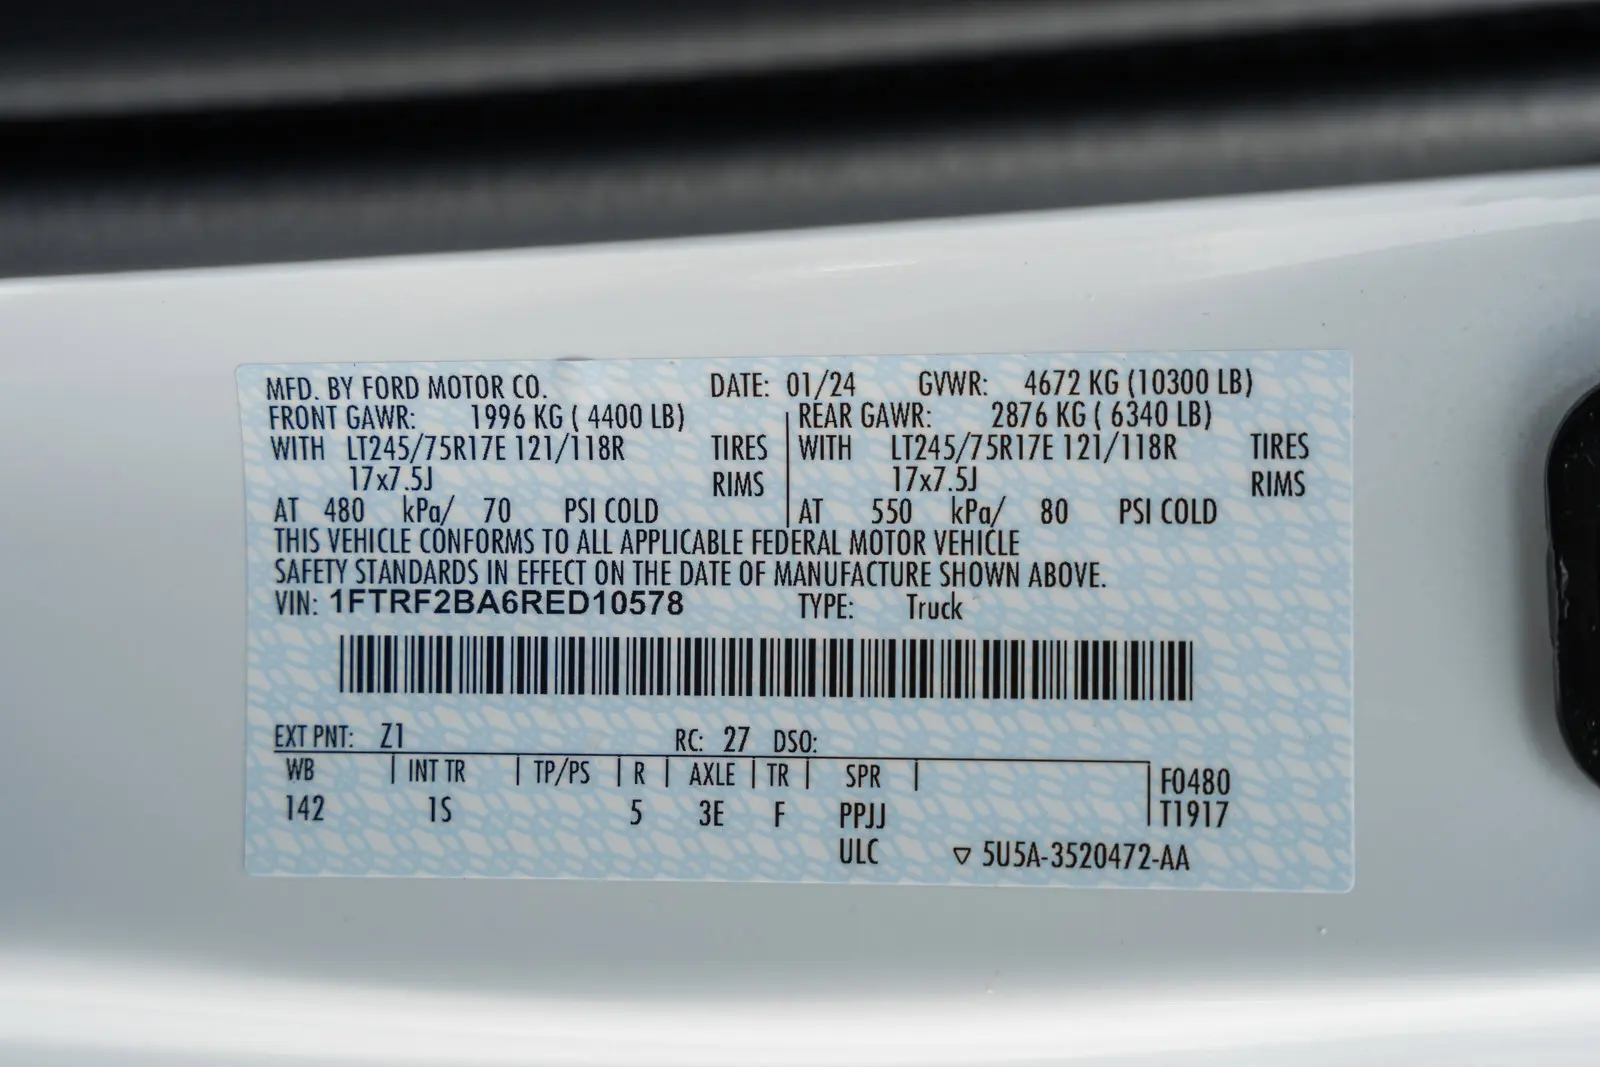 MFD. BY FORD MOTOR CO. DATE: 01/24 GVWR: 4672 KG (10300 LB)
FRONT GAWR: 1996 KG ( 4400 LB) REAR GAWR: 2876 KG ( 6340 LB)
WITH LT245/75R17E 121/118R TIRES WITH LT245/75R17E 121/118R TIRES
17x7.5J RIMS 17x7.5J RIMS
AT 480 kPa/ 70 PSI COLD AT 550 kPa/ 80 PSI COLD
THIS VEHICLE CONFORMS TO ALL APPLICABLE FEDERAL MOTOR VEHICLE
SAFETY STANDARDS IN EFFECT ON THE DATE OF MANUFACTURE SHOWN ABOVE.
VIN: 1FTRF2BA6RED10578 TYPE: Truck
EXT PNT: Z1 RC: 27 DSO:
WB INT TR TP/PS R AXLE TR SPR F0480
142 1S 5 3E F PPJJ T1917
ULC ▽ 5U5A-3520472-AA